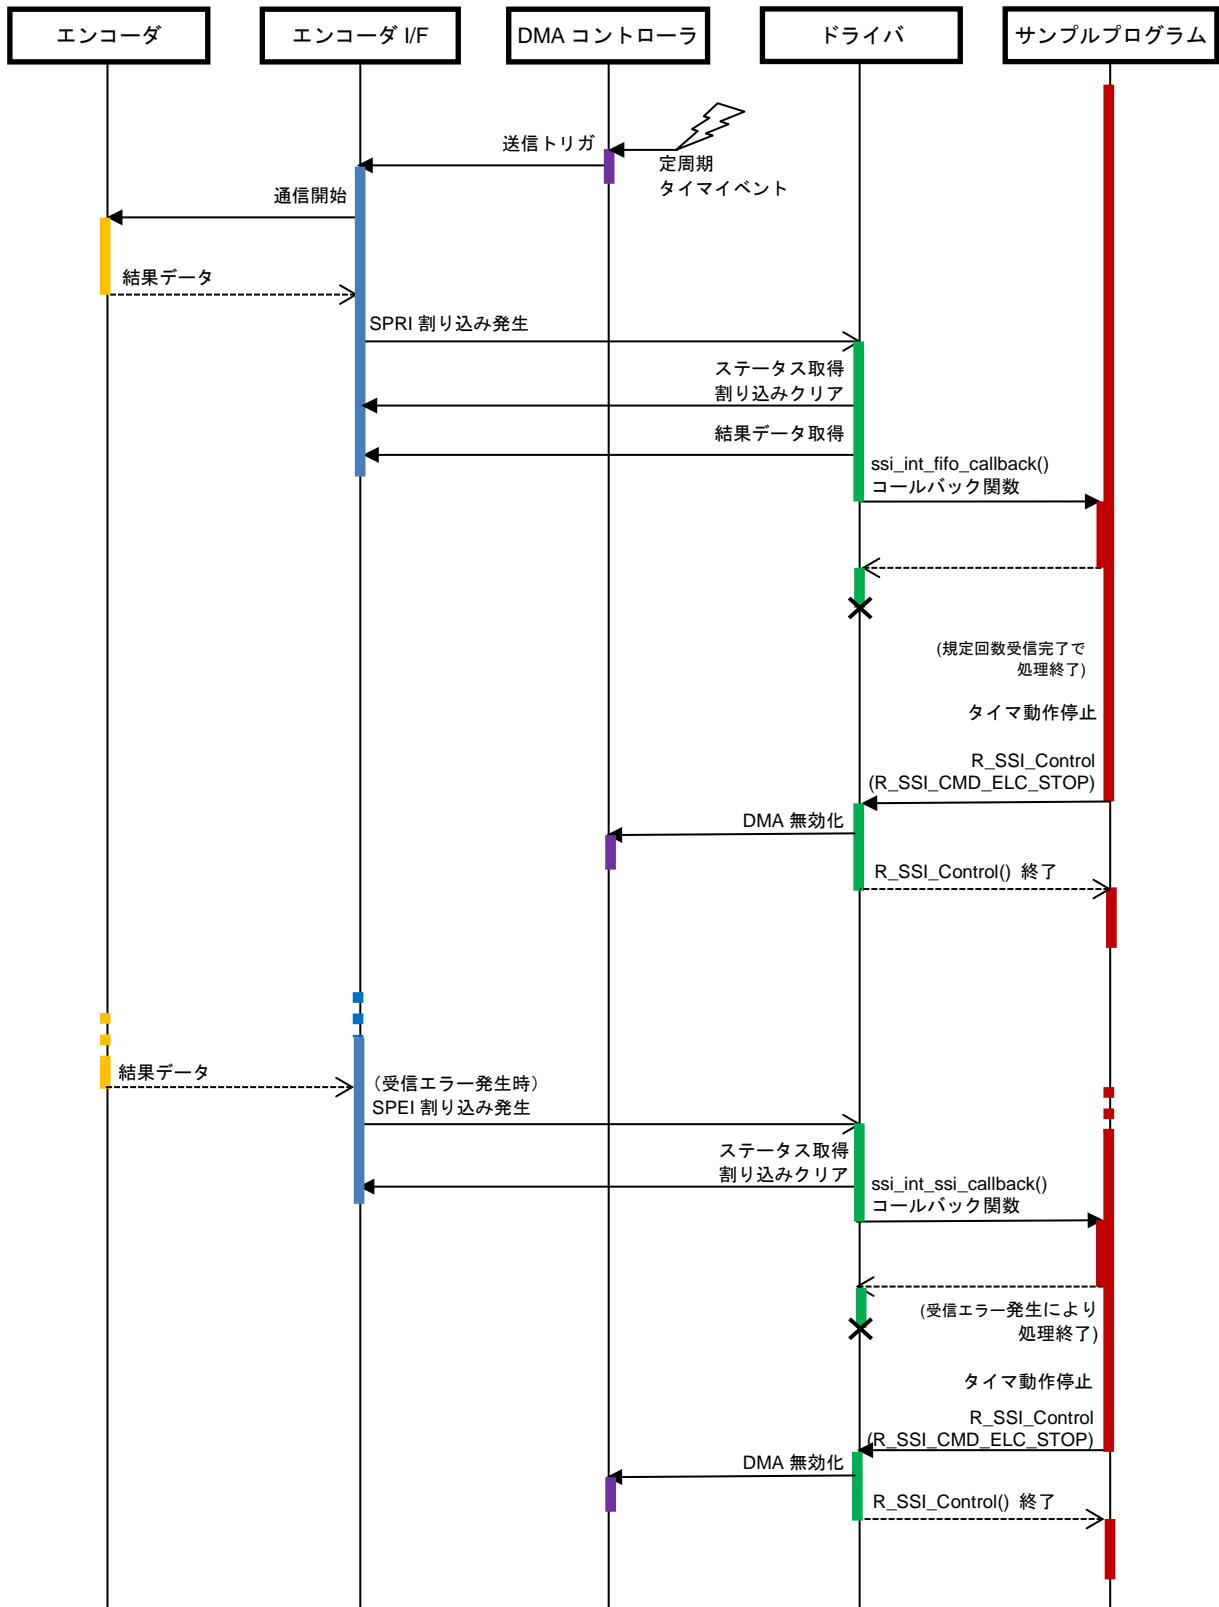 エンコーダ
エンコーダ I/F
DMA コントローラ
ドライバ
サンプルプログラム
送信トリガ
定周期
タイマイベント
通信開始
結果データ
SPRI 割り込み発生
ステータス取得
割り込みクリア
結果データ取得
ssi_int_fifo_callback()
コールバック関数
(規定回数受信完了で
処理終了)
タイマ動作停止
R_SSI_Control
(R_SSI_CMD_ELC_STOP)
DMA 無効化
R_SSI_Control() 終了
結果データ
（受信エラー発生時）
SPEI 割り込み発生
ステータス取得
割り込みクリア
ssi_int_ssi_callback()
コールバック関数
(受信エラー発生により
処理終了)
タイマ動作停止
R_SSI_Control
(R_SSI_CMD_ELC_STOP)
DMA 無効化
R_SSI_Control() 終了